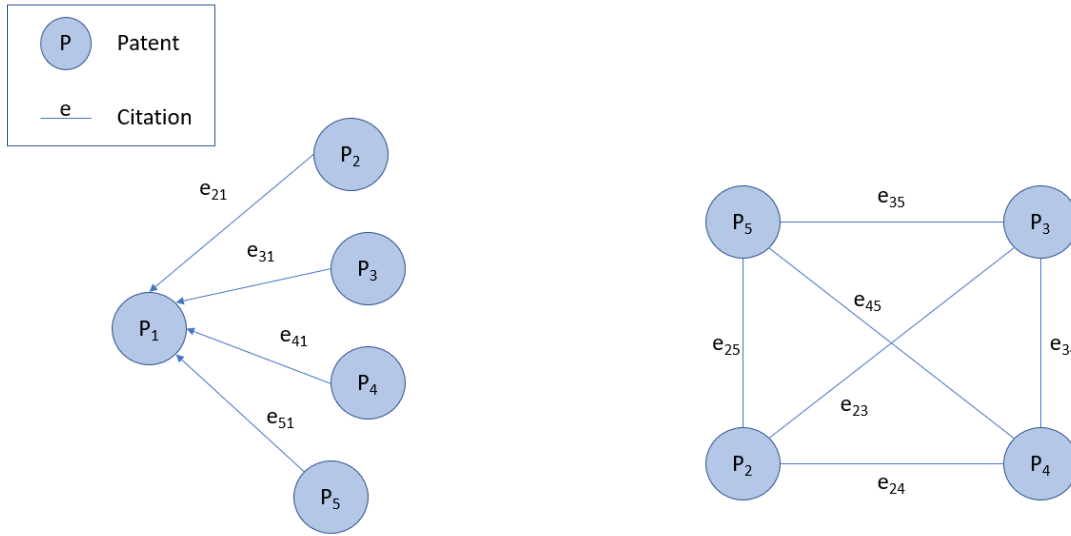 P Patent
e Citation
P₂
e₂₁
e₃₁
P₃
P₁
e₄₁
P₄
e₅₁
P₅
e₃₅
P₅ P₃
e₄₅
e₂₅ e₃₄
e₂₃
P₂ P₄
e₂₄